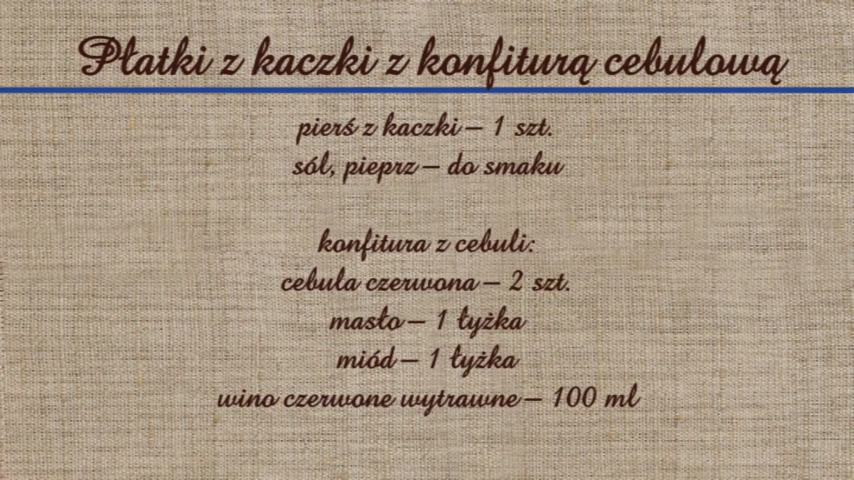 Płatki z kaczki z konfiturą cebulową
pierś z kaczki – 1 szt.
sól, pieprz – do smaku
konfitura z cebuli:
cebula czerwona – 2 szt.
masło – 1 łyżka
miód – 1 łyżka
wino czerwone wytrawne – 100 ml